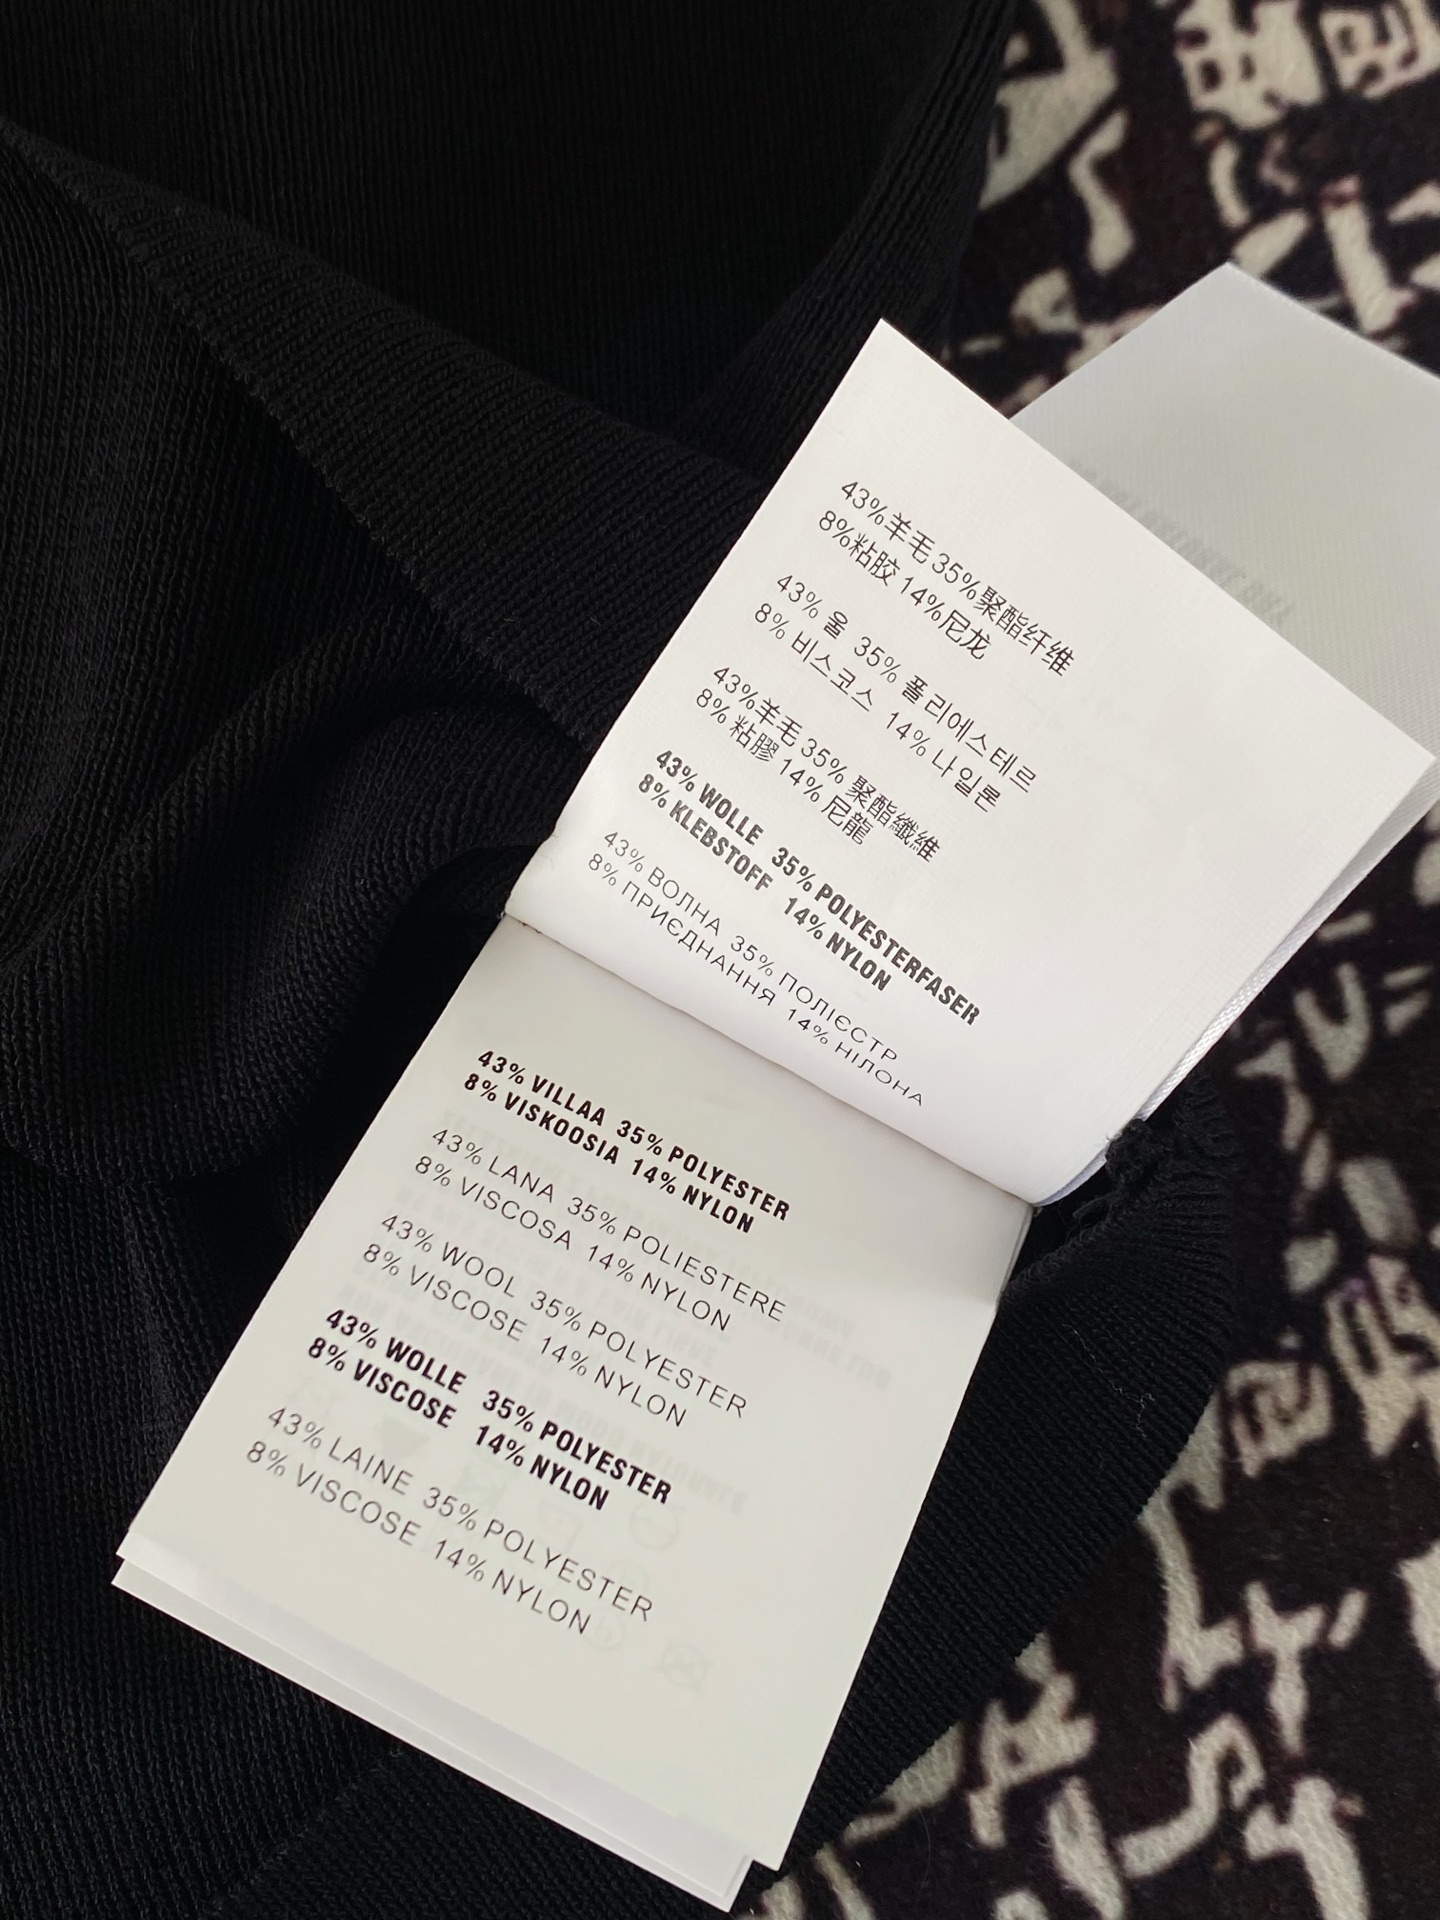 43%羊毛 35%聚酯纤维
8%粘胶 14%尼龙
43% 울 35% 폴리에스테르
8% 비스코스 14% 나일론
43%羊毛 35% 聚酯纖維
8% 粘膠 14% 尼龍
43% WOLLE 35% POLYESTERFASER
8% KLEBSTOFF 14% NYLON
43% ВОЛНА 35% ПОЛІЄСТР
8% ПРИЄДНАННЯ 14% НІЛОНА
43% VILLAA 35% POLYESTER
8% VISKOOSIA 14% NYLON
43% LANA 35% POLIESTERE
8% VISCOSA 14% NYLON
43% WOOL 35% POLYESTER
8% VISCOSE 14% NYLON
43% WOLLE 35% POLYESTER
8% VISCOSE 14% NYLON
43% LAINE 35% POLYESTER
8% VISCOSE 14% NYLON